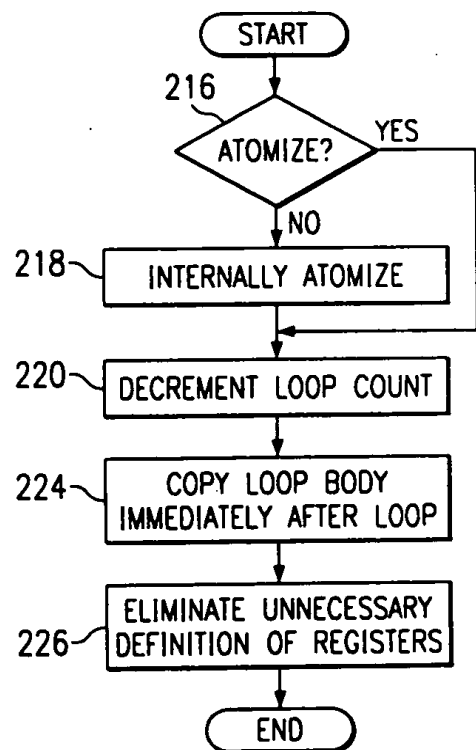 START
216
ATOMIZE?
YES
NO
218
INTERNALLY ATOMIZE
220
DECREMENT LOOP COUNT
224
COPY LOOP BODY
IMMEDIATELY AFTER LOOP
226
ELIMINATE UNNECESSARY
DEFINITION OF REGISTERS
END